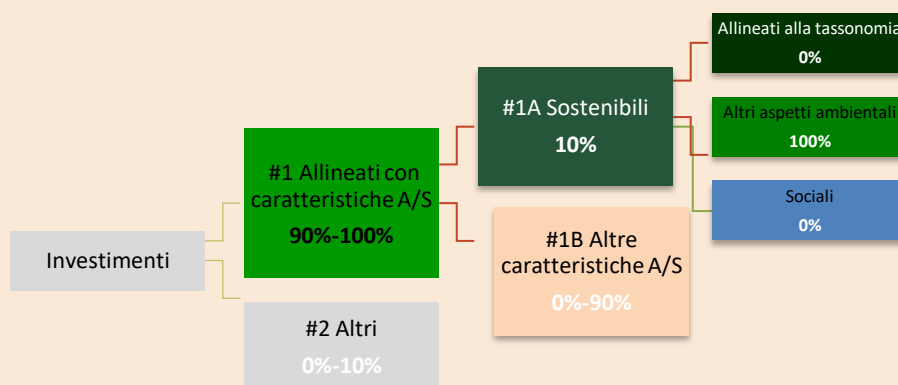 Investimenti
#1 Allineati con
caratteristiche A/S
90%-100%
#2 Altri
0%-10%
#1A Sostenibili
10%
#1B Altre
caratteristiche A/S
0%-90%
Allineati alla tassonomia
0%
Altri aspetti ambientali
100%
Sociali
0%